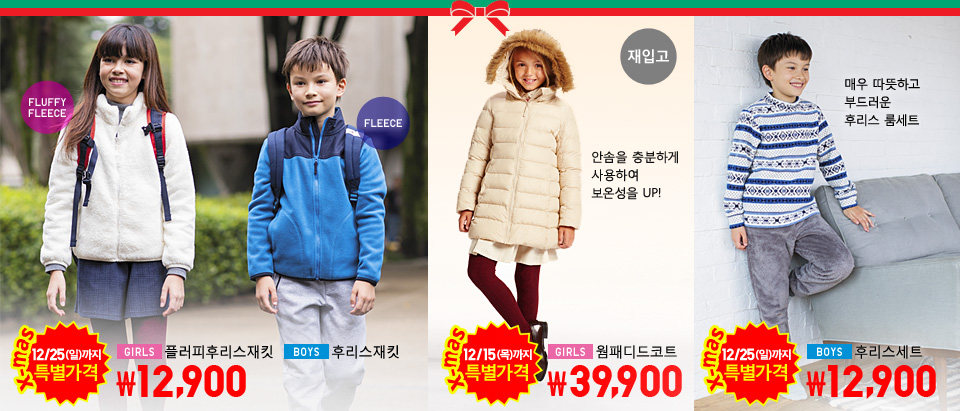 FLUFFY
FLEECE
FLEECE
X-mas
12/25(일)까지
특별가격
GIRLS 플러피후리스재킷
BOYS 후리스재킷
₩12,900
재입고
안솜을 충분하게
사용하여
보온성을 UP!
X-mas
12/15(목)까지
특별가격
GIRLS 웜패디드코트
₩39,900
매우 따뜻하고
부드러운
후리스 룸세트
X-mas
12/25(일)까지
특별가격
BOYS 후리스세트
₩12,900